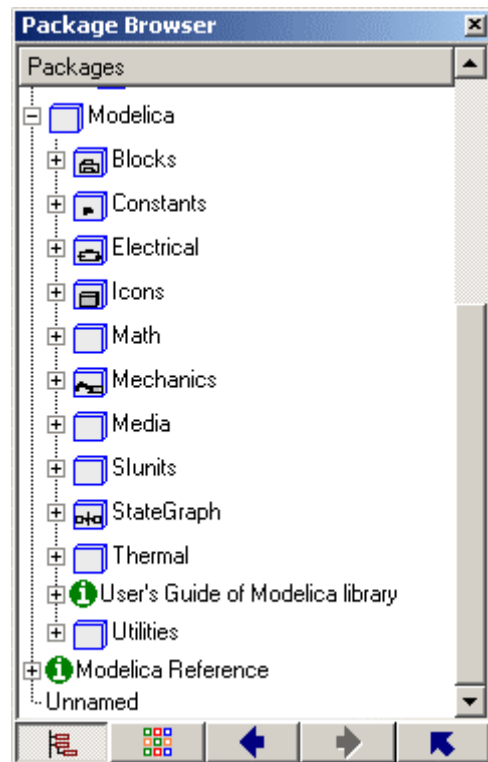 Package Browser
Packages
Modelica
Blocks
Constants
Electrical
Icons
Math
Mechanics
Media
SIunits
StateGraph
Thermal
User's Guide of Modelica library
Utilities
Modelica Reference
Unnamed